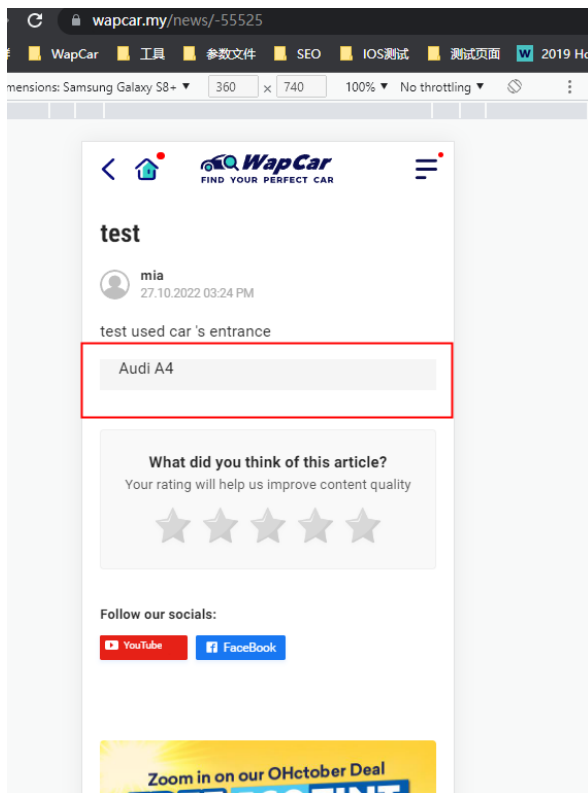 wapcar.my/news/-55525
WapCar 工具 参数文件 SEO IOS测试 测试页面 W 2019 Ho
mensions: Samsung Galaxy S8+ ▼ 360 x 740 100% ▼ No throttling ▼
WapCar
FIND YOUR PERFECT CAR
test
mia
27.10.2022 03:24 PM
test used car 's entrance
Audi A4
What did you think of this article?
Your rating will help us improve content quality
Follow our socials:
YouTube FaceBook
Zoom in on our OHctober Deal